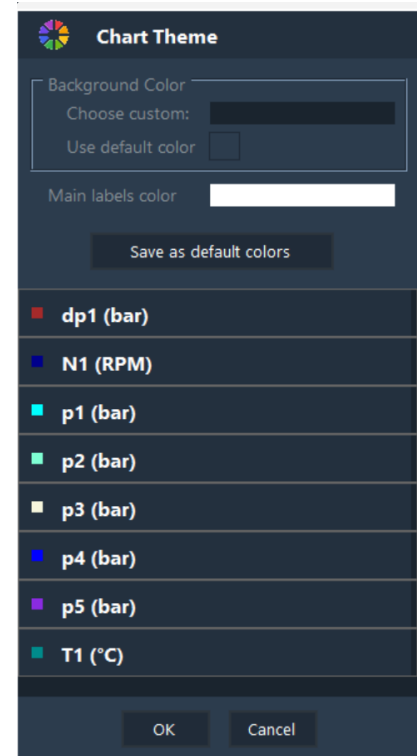 Chart Theme
Background Color
Choose custom:
Use default color
Main labels color
Save as default colors
dp1 (bar)
N1 (RPM)
p1 (bar)
p2 (bar)
p3 (bar)
p4 (bar)
p5 (bar)
T1 (°C)
OK Cancel